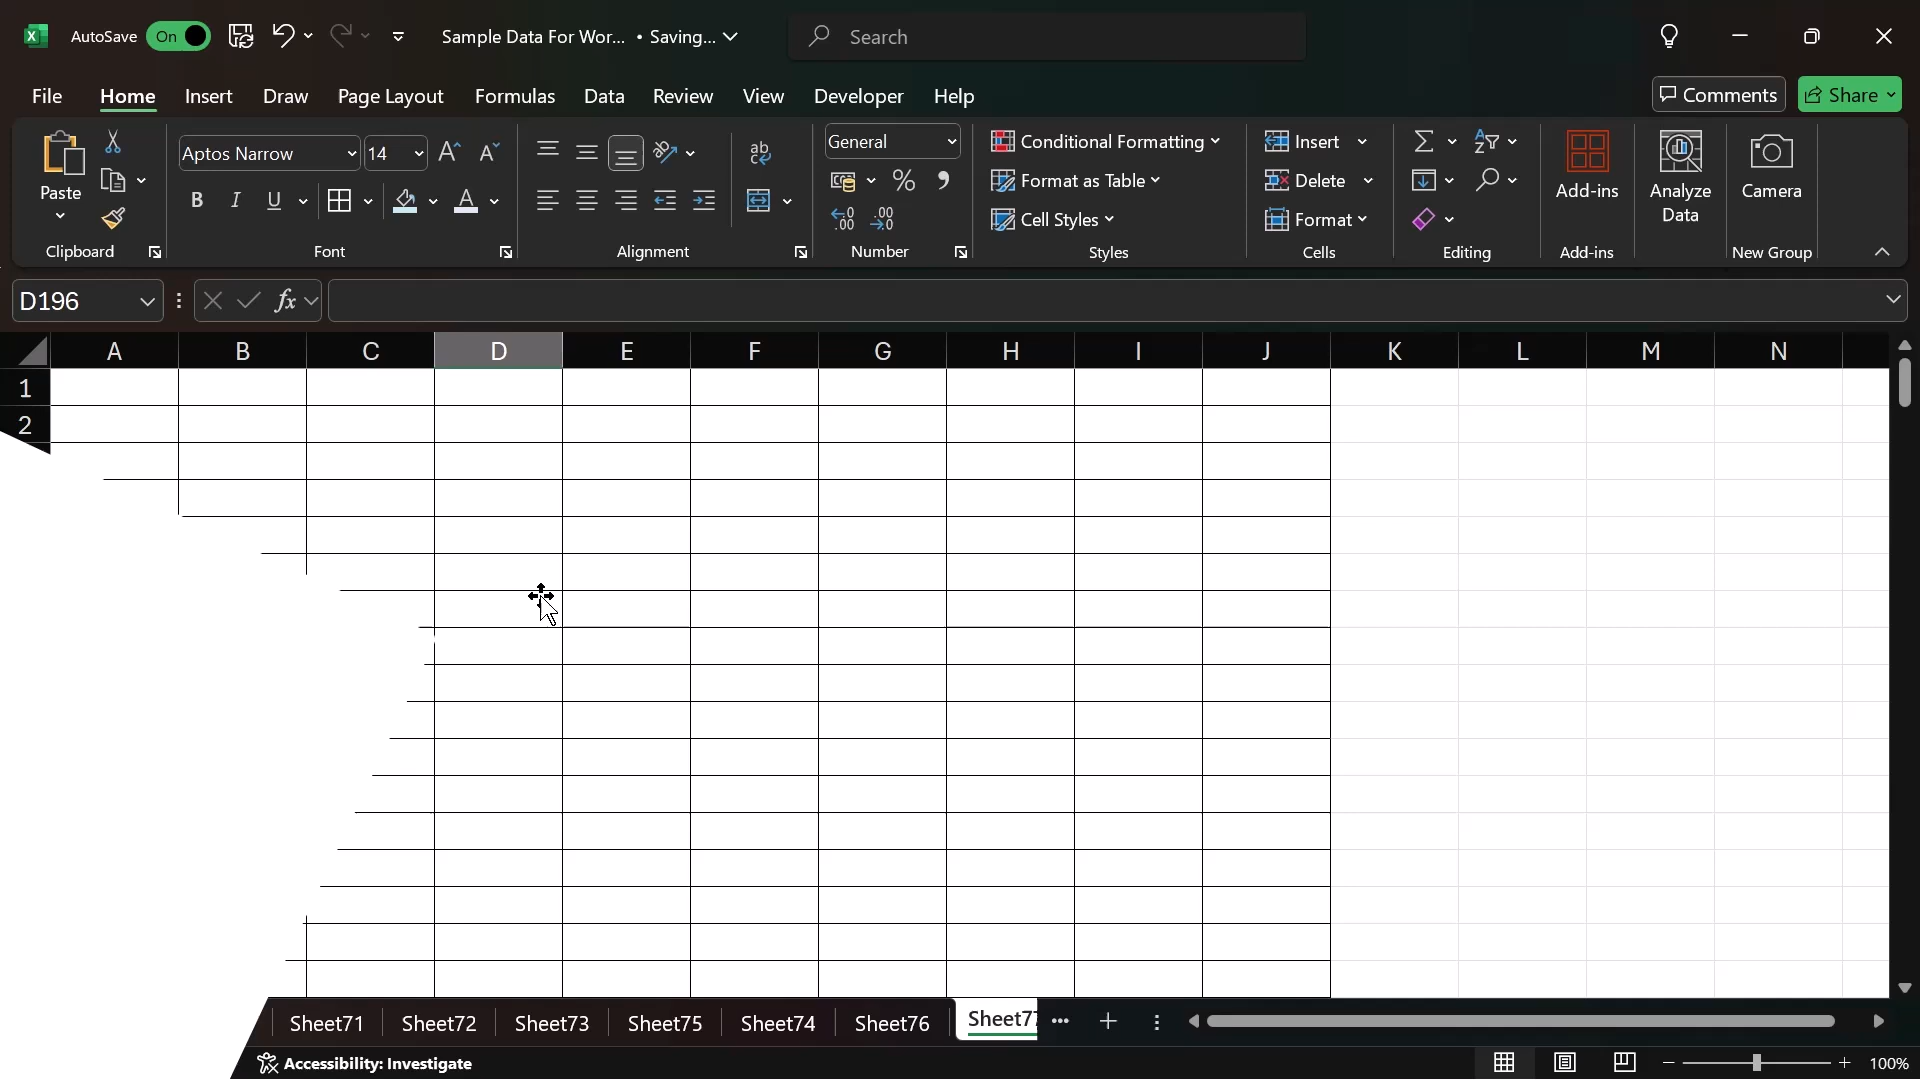 AutoSave On Sample Data For Wor... • Saving... Search
File Home Insert Draw Page Layout Formulas Data Review View Developer Help Comments Share
Paste Aptos Narrow 14 General Conditional Formatting Insert Add-ins Analyze Data Camera
B I U Format as Table Delete
Cell Styles Format
Clipboard Font Alignment Number Styles Cells Editing Add-ins New Group
D196 fx
A B C D E F G H I J K L M N
1
2
Sheet71 Sheet72 Sheet73 Sheet75 Sheet74 Sheet76 Sheet77
Accessibility: Investigate 100%